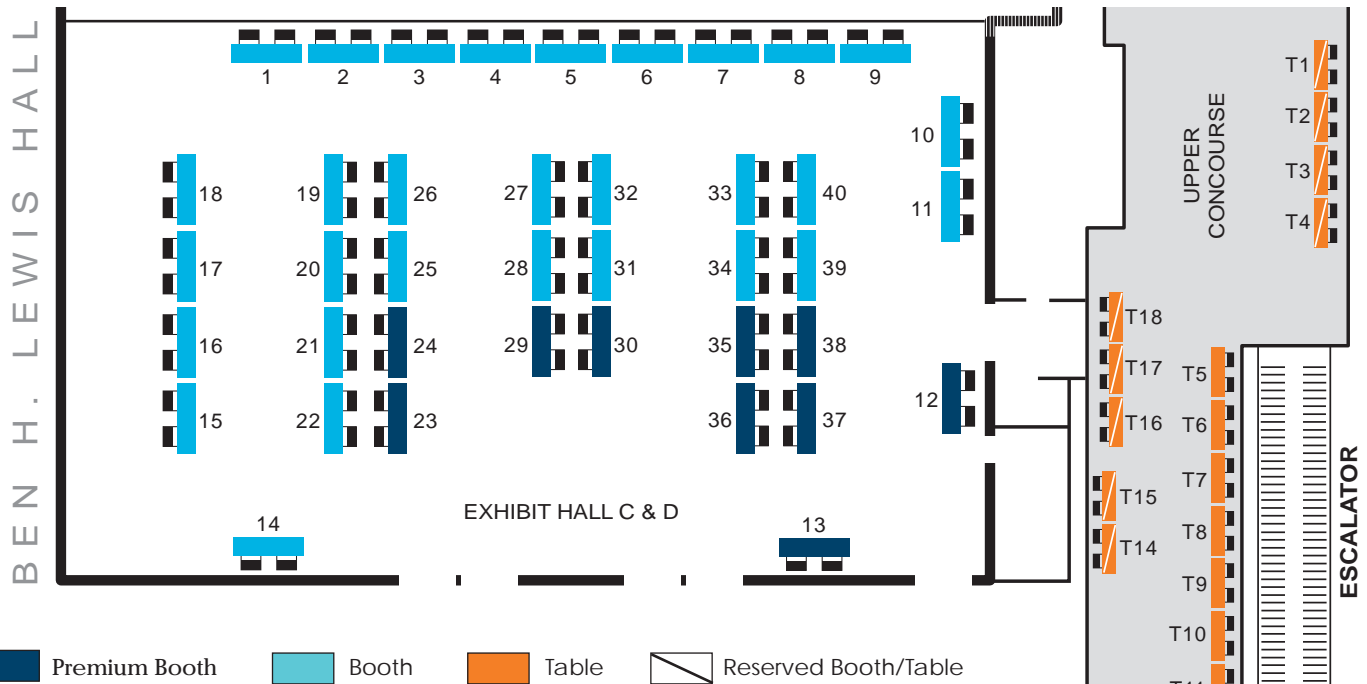 BEN H. LEWIS HALL
1 2 3 4 5 6 7 8 9
10
11
12
18 19 26 27 32 33 40
17 20 25 28 31 34 39
16 21 24 29 30 35 38
15 22 23 36 37
EXHIBIT HALL C & D
14
13
UPPER
CONCOURSE
T1
T2
T3
T4
T18
T17
T16
T15
T14
T5
T6
T7
T8
T9
T10
ESCALATOR
Premium Booth
Booth
Table
Reserved Booth/Table